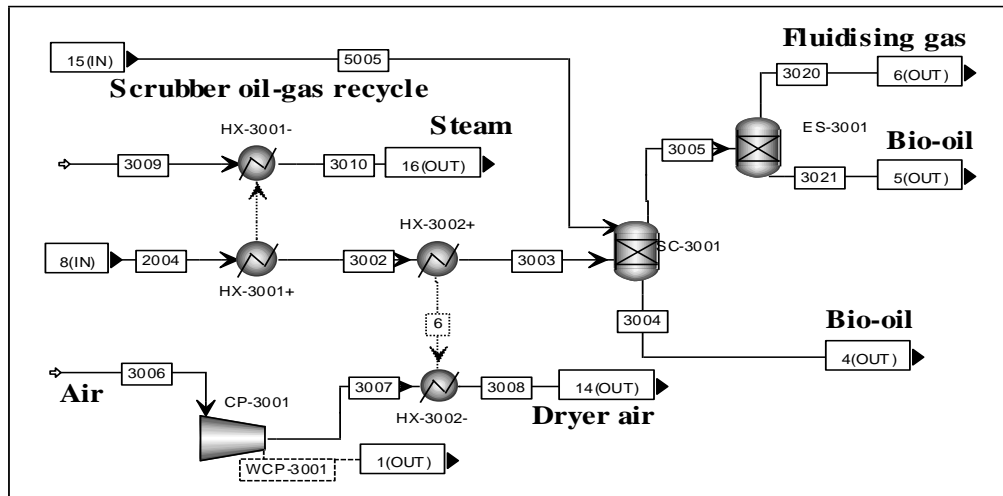 Fluidising gas
15(IN)
5005
3020
6(OUT)
Scrubber oil-gas recycle
ES-3001
HX-3001-
Steam
3005
Bio-oil
3009
3010
16(OUT)
3021
5(OUT)
HX-3002+
SC-3001
8(IN)
2004
3002
3003
HX-3001+
6
3004
Bio-oil
4(OUT)
3006
Air
CP-3001
3007
3008
14(OUT)
HX-3002-
Dryer air
WCP-3001
1(OUT)